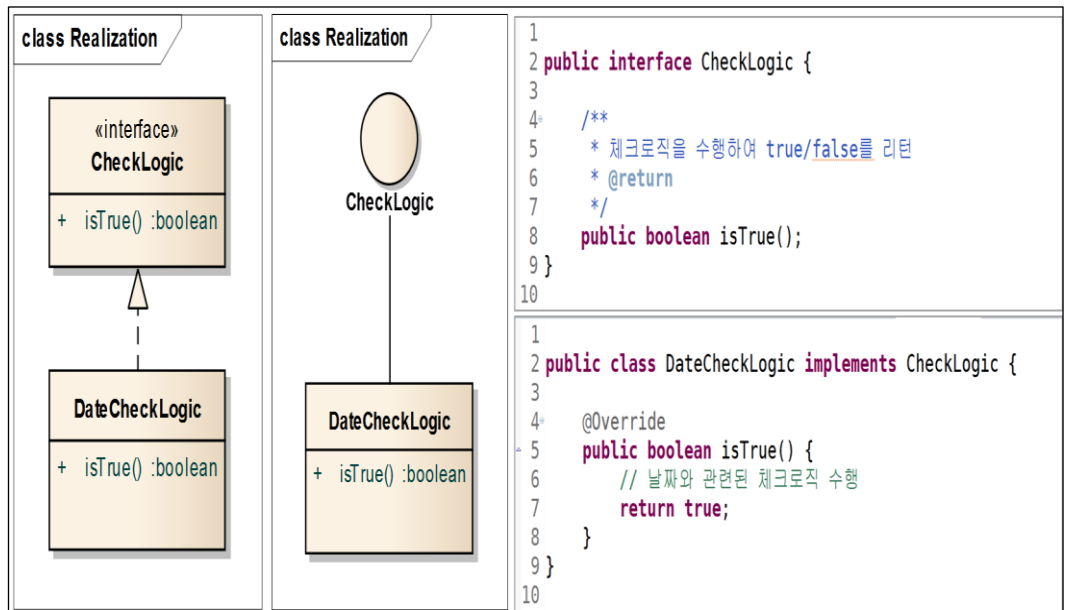 class Realization
«interface»
CheckLogic
+ isTrue() :boolean
DateCheckLogic
+ isTrue() :boolean
class Realization
CheckLogic
DateCheckLogic
+ isTrue() :boolean
1
2 public interface CheckLogic {
3
4 /**
5 * 체크로직을 수행하여 true/false를 리턴
6 * @return
7 */
8 public boolean isTrue();
9 }
10
1
2 public class DateCheckLogic implements CheckLogic {
3
4 @Override
5 public boolean isTrue() {
6 // 날짜와 관련된 체크로직 수행
7 return true;
8 }
9 }
10